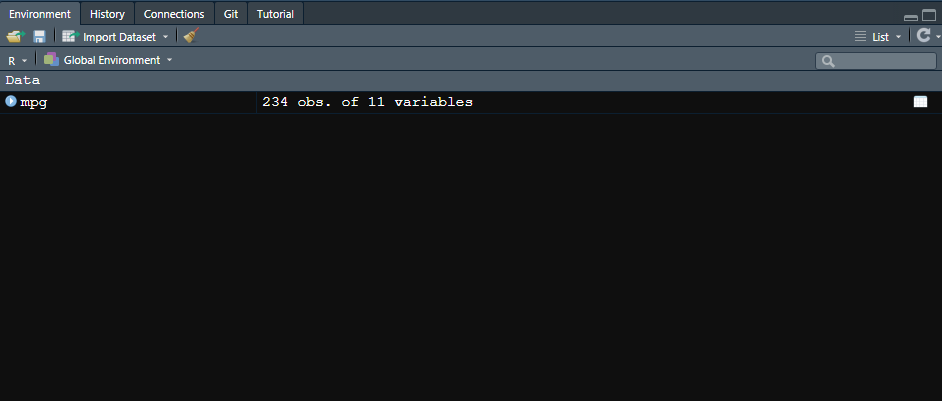 Environment History Connections Git Tutorial
Import Dataset List
R Global Environment
Data
mpg 234 obs. of 11 variables